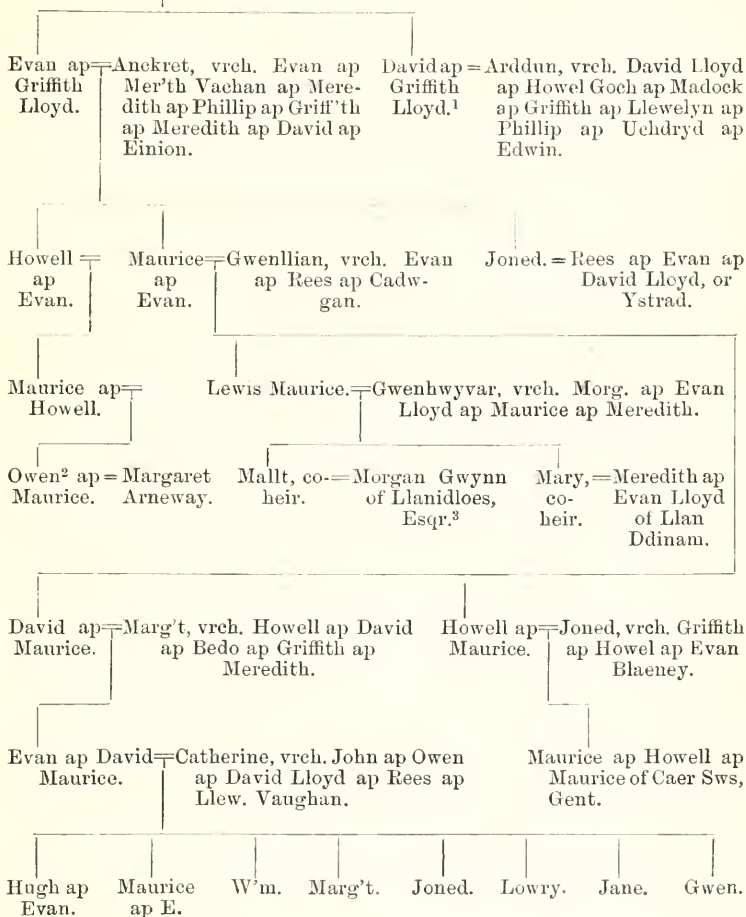 Evan ap Anckret, vrch. Evan ap David ap = Arddun, vrch. David Lloyd
Griffith Mer'th Vachan ap Mere- Griffith ap Howel Goch ap Madock
Lloyd. dith ap Phillip ap Griff'th Lloyd.¹ ap Griffith ap Llewelyn ap
ap Meredith ap David ap Phillip ap Uchdryd ap
Einion. Edwin.
Howell Maurice Gwenllian, vrch. Evan Joned. = Rees ap Evan ap
ap ap ap Rees ap Cadw- David Lloyd, or
Evan. Evan. gan. Ystrad.
Maurice ap Lewis Maurice. Gwenhwyvar, vrch. Morg. ap Evan
Howell. Lloyd ap Maurice ap Meredith.
Owen² ap = Margaret Mallt, co- = Morgan Gwynn Mary, = Meredith ap
Maurice. Arneway. heir. of Llanidloes, co- Evan Lloyd
Esqr.³ heir. of Llan
Ddinam.
David ap Marg't, vrch. Howell ap David Howell ap Joned, vrch. Griffith
Maurice. ap Bedo ap Griffith ap Maurice. ap Howel ap Evan
Meredith. Blaeney.
Evan ap David Catherine, vrch. John ap Owen Maurice ap Howell ap
Maurice. ap David Lloyd ap Rees ap Maurice of Caer Sws,
Llew. Vaughan. Gent.
Hugh ap Maurice W'm. Marg't. Joned. Lowry. Jane. Gwen.
Evan. ap E.